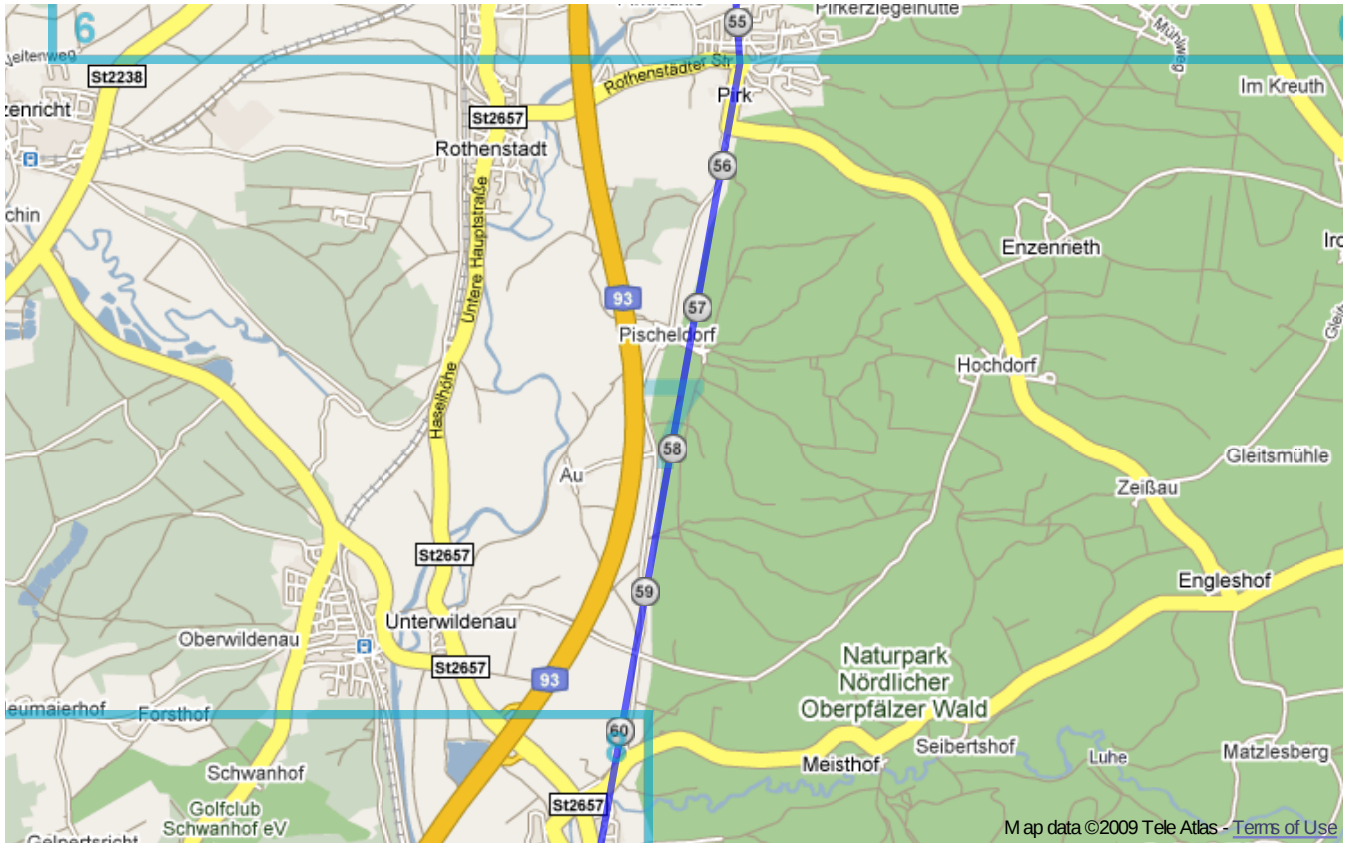 55
Pirkerziegelhütte
6
Mühlweg
St2238
Rothenstädter Str
Im Kreuth
Pirk
St2657
Rothenstadt
56
Untere Hauptstraße
Enzenrieth
93
57
Pischeldorf
Hochdorf
Haselhöhe
58
Au
Gleitsmühle
Zeißau
St2657
59
Engleshof
Unterwildenau
Oberwildenau
St2657
93
Naturpark
Nördlicher
Oberpfälzer Wald
Forsthof
60
Seibertshof
Meisthof
Luhe
Matzlesberg
Schwanhof
Golfclub
Schwanhof eV
St2657
Map data ©2009 Tele Atlas - Terms of Use